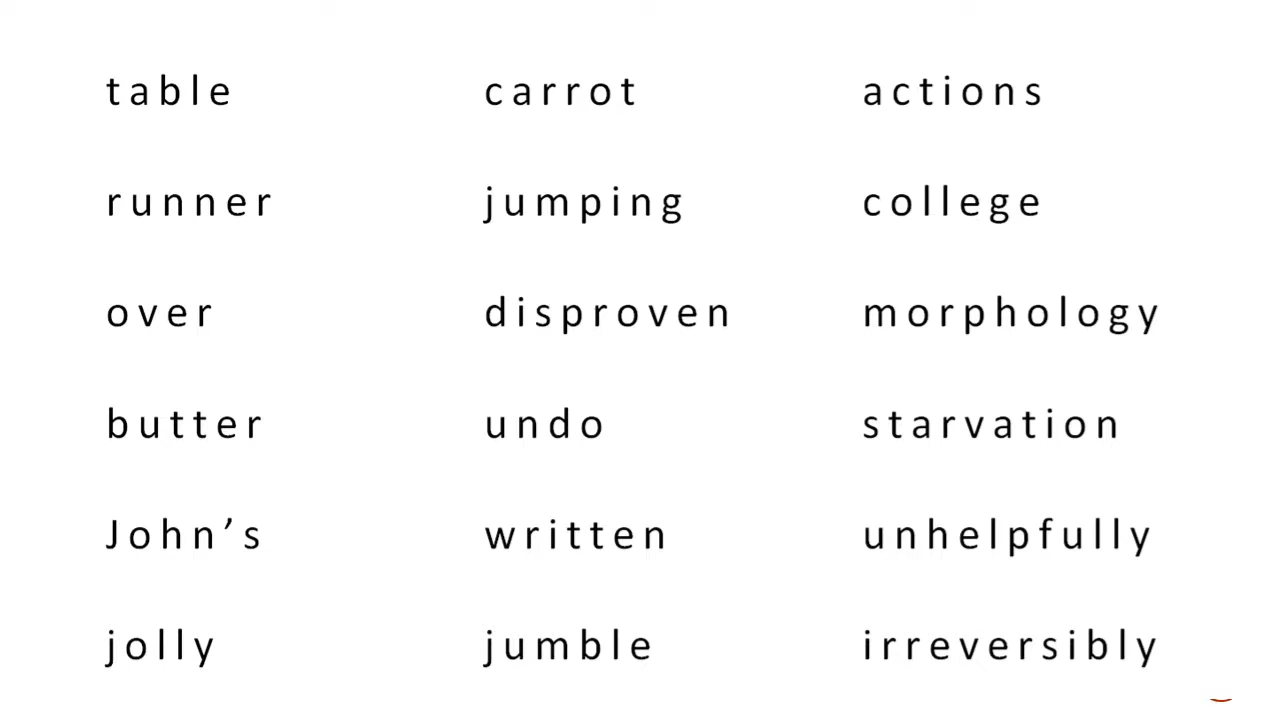 table carrot actions
runner jumping college
over disproven morphology
butter undo starvation
John’s written unhelpfully
jolly jumble irreversibly